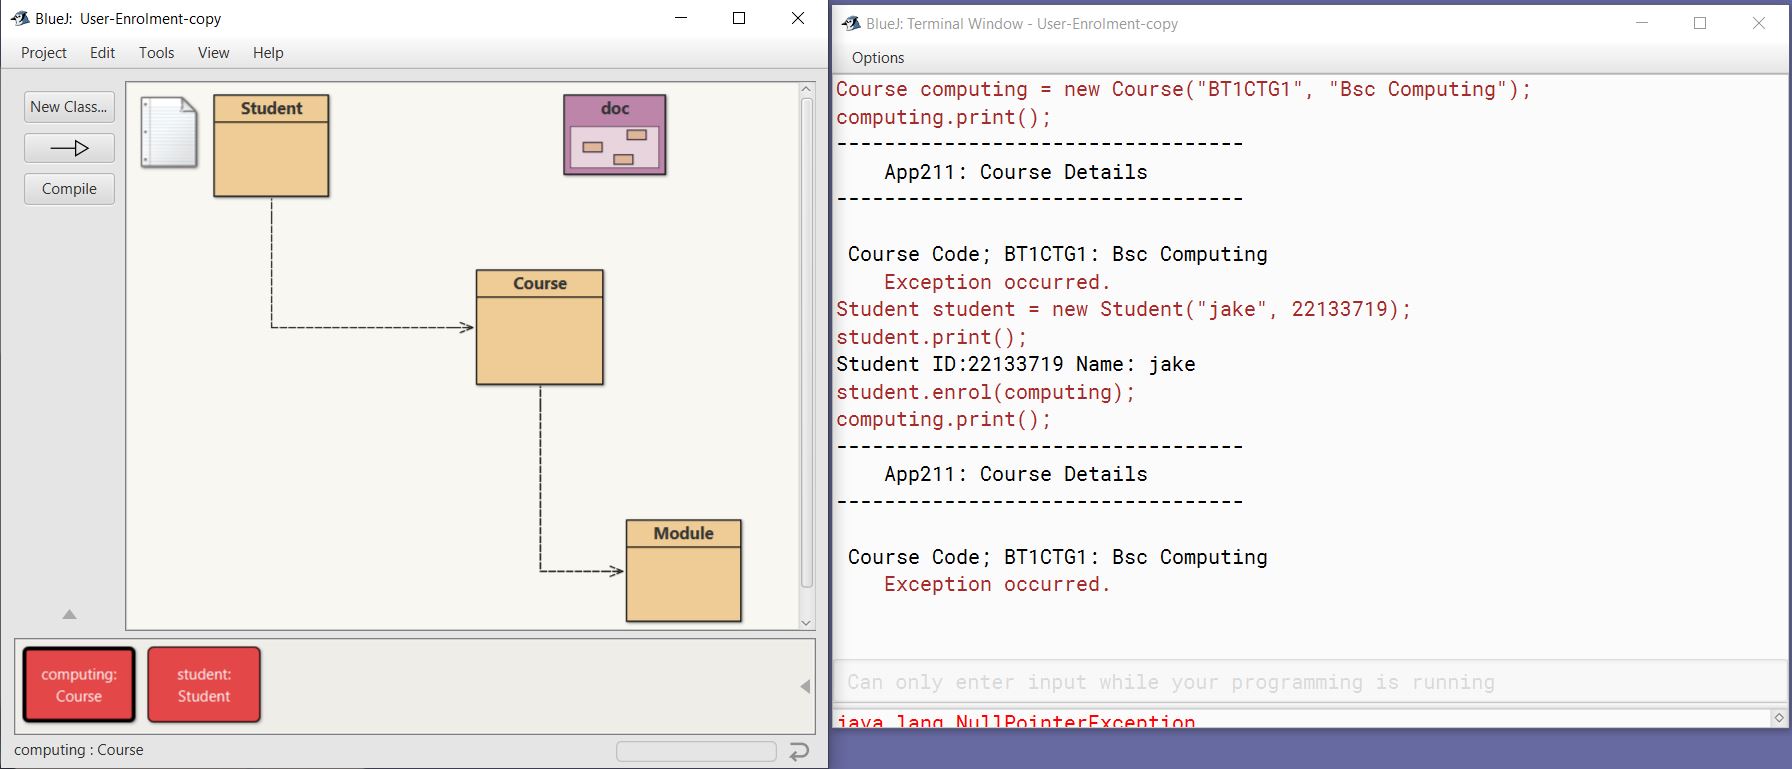 BlueJ: User-Enrolment-copy
Project Edit Tools View Help
New Class...
Compile
Student
doc
Course
Module
computing:
Course
student:
Student
computing : Course
BlueJ: Terminal Window - User-Enrolment-copy
Options
Course computing = new Course("BT1CTG1", "Bsc Computing");
computing.print();
----------------------------------
App211: Course Details
----------------------------------
Course Code; BT1CTG1: Bsc Computing
Exception occurred.
Student student = new Student("jake", 22133719);
student.print();
Student ID:22133719 Name: jake
student.enrol(computing);
computing.print();
----------------------------------
App211: Course Details
----------------------------------
Course Code; BT1CTG1: Bsc Computing
Exception occurred.
Can only enter input while your programming is running
java.lang.NullPointerException